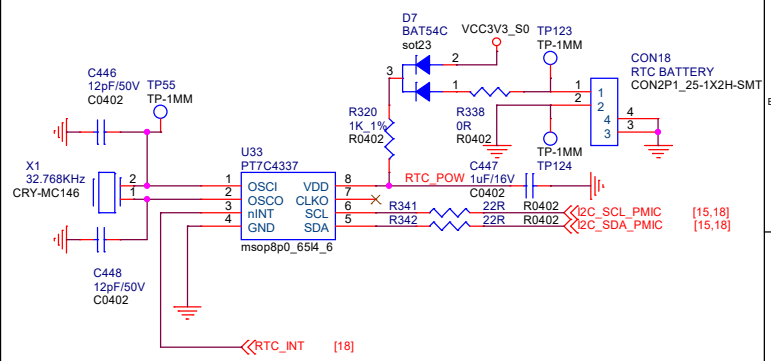 D7
BAT54C
sot23
VCC3V3_S0
TP123
TP-1MM
CON18
RTC BATTERY
CON2P1_25-1X2H-SMT
C446
12pF/50V
C0402
TP55
TP-1MM
2
3
1
1
2
1
2
4
3
4
3
R320
1K_1%
R0402
R338
0R
R0402
TP-1MM
TP124
X1
32.768KHz
CRY-MC146
2
1
U33
PT7C4337
1
2
3
4
OSCI
OSCO
nINT
GND
VDD
CLKO
SCL
SDA
8
7
6
5
msop8p0_65l4_6
RTC_POW
C447
1uF/16V
C0402
R341
22R
R0402
I2C_SCL_PMIC
[15,18]
R342
22R
R0402
I2C_SDA_PMIC
[15,18]
C448
12pF/50V
C0402
RTC_INT
[18]